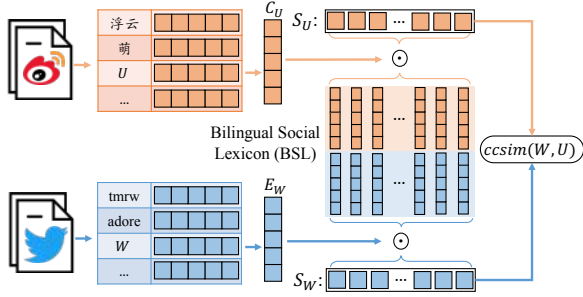 浮云
萌
U
...
C_U
S_U:
...
⊙
...
Bilingual Social
Lexicon (BSL)
...
ccsim(W,U)
tmrw
adore
W
...
E_W
⊙
S_W:
...